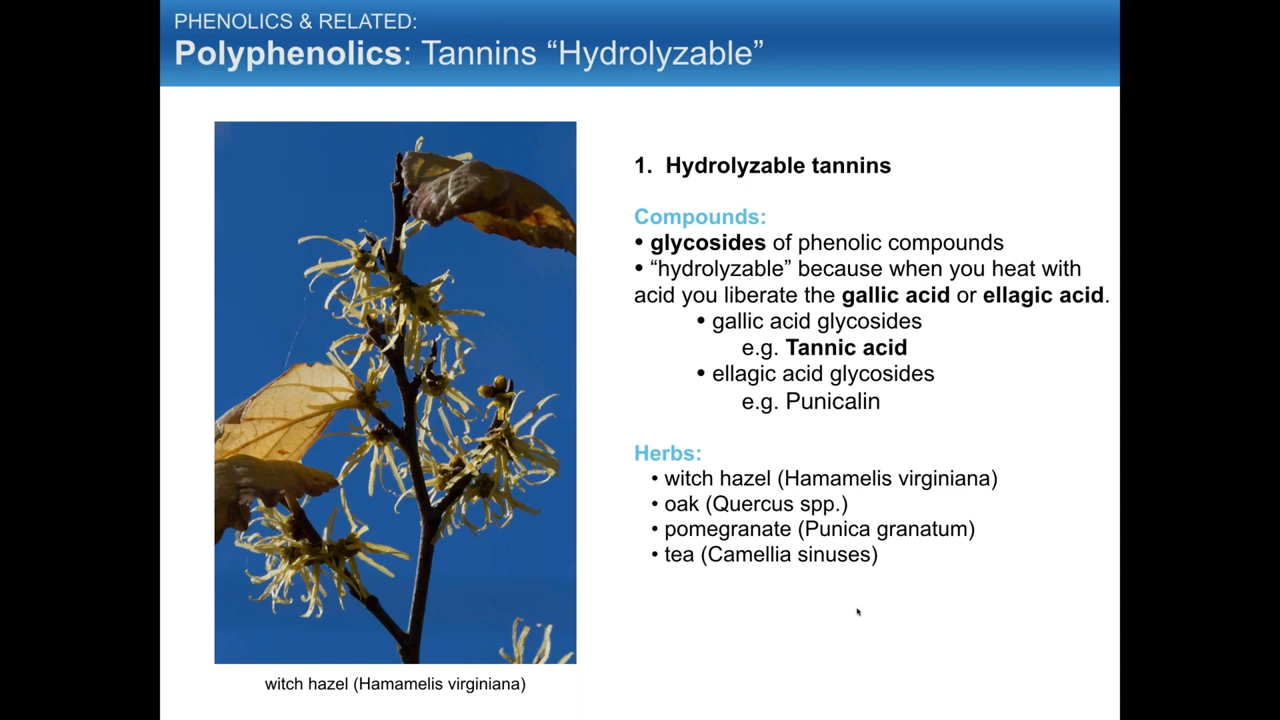 PHENOLICS & RELATED:
Polyphenolics: Tannins “Hydrolyzable”
1. Hydrolyzable tannins
Compounds:
• glycosides of phenolic compounds
• “hydrolyzable” because when you heat with
acid you liberate the gallic acid or ellagic acid.
• gallic acid glycosides
e.g. Tannic acid
• ellagic acid glycosides
e.g. Punicalin
Herbs:
• witch hazel (Hamamelis virginiana)
• oak (Quercus spp.)
• pomegranate (Punica granatum)
• tea (Camellia sinuses)
witch hazel (Hamamelis virginiana)